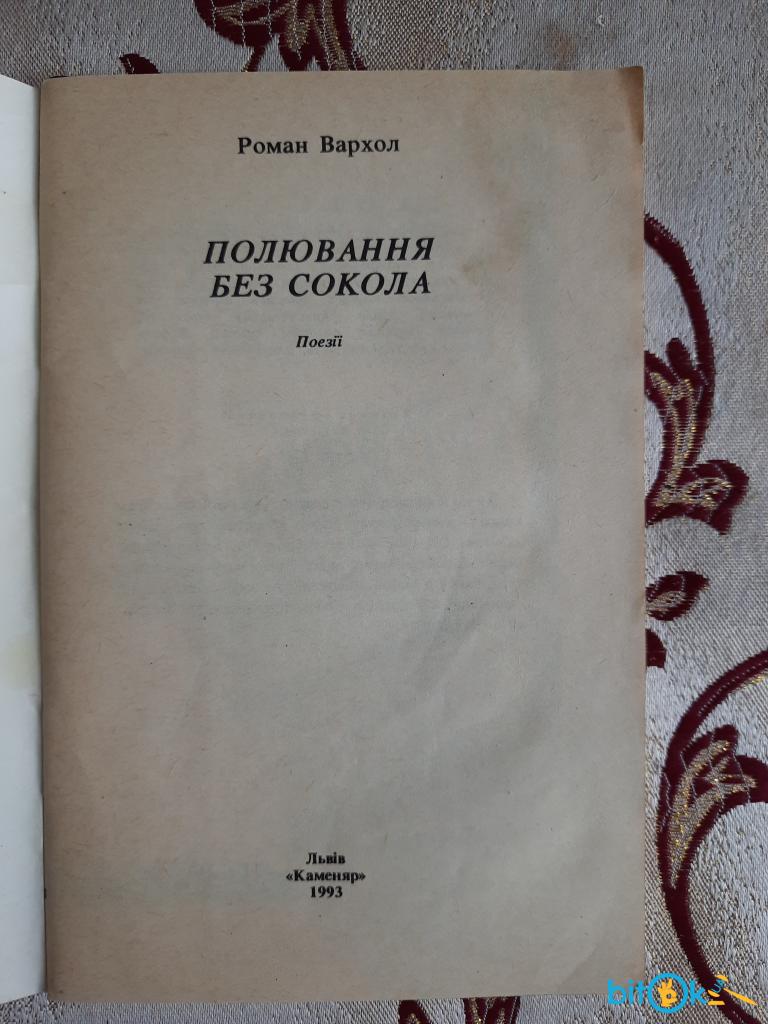 Роман Вархол
ПОЛЮВАННЯ
БЕЗ СОКОЛА
Поезії
Львів
«Каменяр»
1993
bitOk